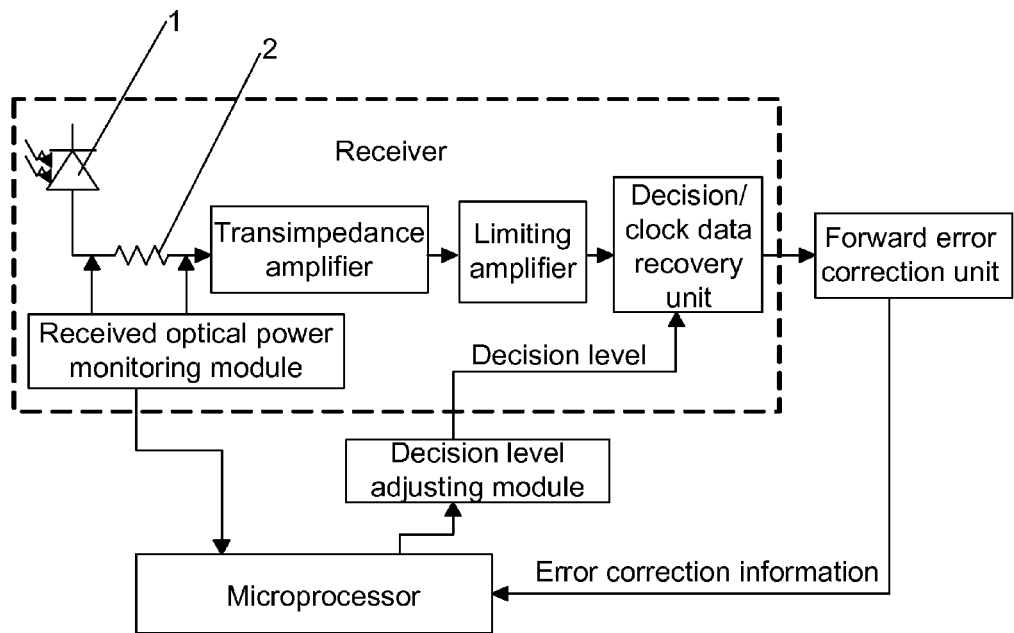 1
2
Receiver
Transimpedance
amplifier
Limiting
amplifier
Decision/
clock data
recovery
unit
Forward error
correction unit
Received optical power
monitoring module
Decision level
Decision level
adjusting module
Microprocessor
Error correction information